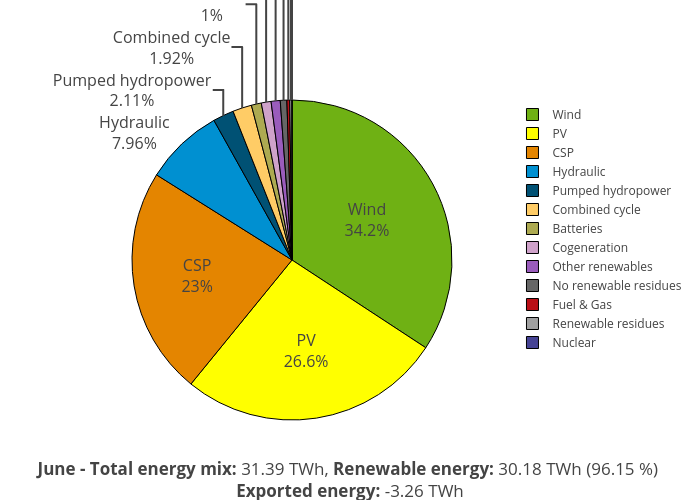 1%
Combined cycle
1.92%
Pumped hydropower
2.11%
Hydraulic
7.96%
Wind
34.2%
CSP
23%
PV
26.6%
Wind
PV
CSP
Hydraulic
Pumped hydropower
Combined cycle
Batteries
Cogeneration
Other renewables
No renewable residues
Fuel & Gas
Renewable residues
Nuclear
June - Total energy mix: 31.39 TWh, Renewable energy: 30.18 TWh (96.15 %)
Exported energy: -3.26 TWh